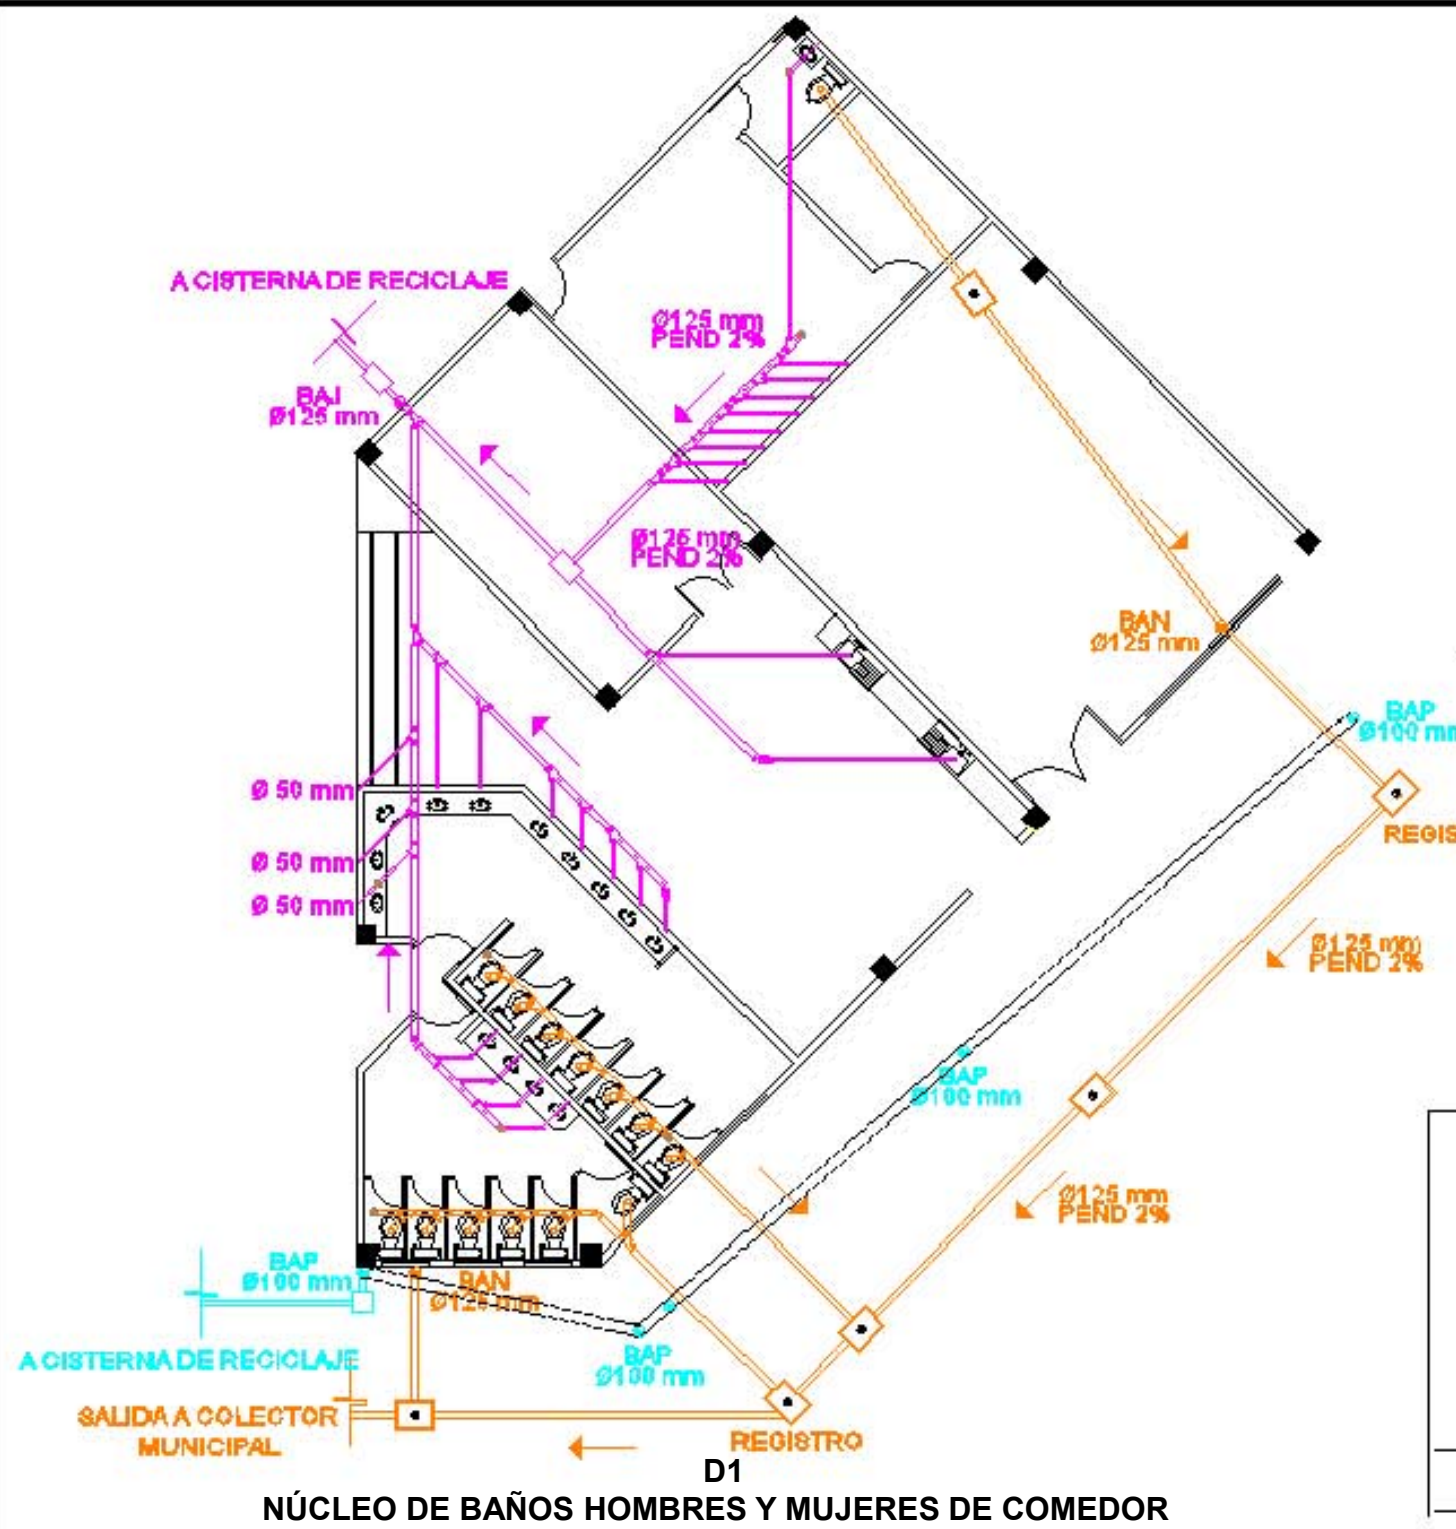 A CISTERNA DE RECICLAJE
Ø125 mm
PEND 2%
BAJ
Ø125 mm
Ø125 mm
PEND 2%
BAN
Ø125 mm
BAP
Ø100 mm
Ø 50 mm
REGIS
Ø 50 mm
Ø 50 mm
Ø125 mm
PEND 2%
BAP
Ø100 mm
Ø125 mm
PEND 2%
BAP
Ø100 mm
BAN
Ø125 mm
A CISTERNA DE RECICLAJE
BAP
Ø100 mm
SALIDA A COLECTOR
MUNICIPAL
REGISTRO
D1
NÚCLEO DE BAÑOS HOMBRES Y MUJERES DE COMEDOR